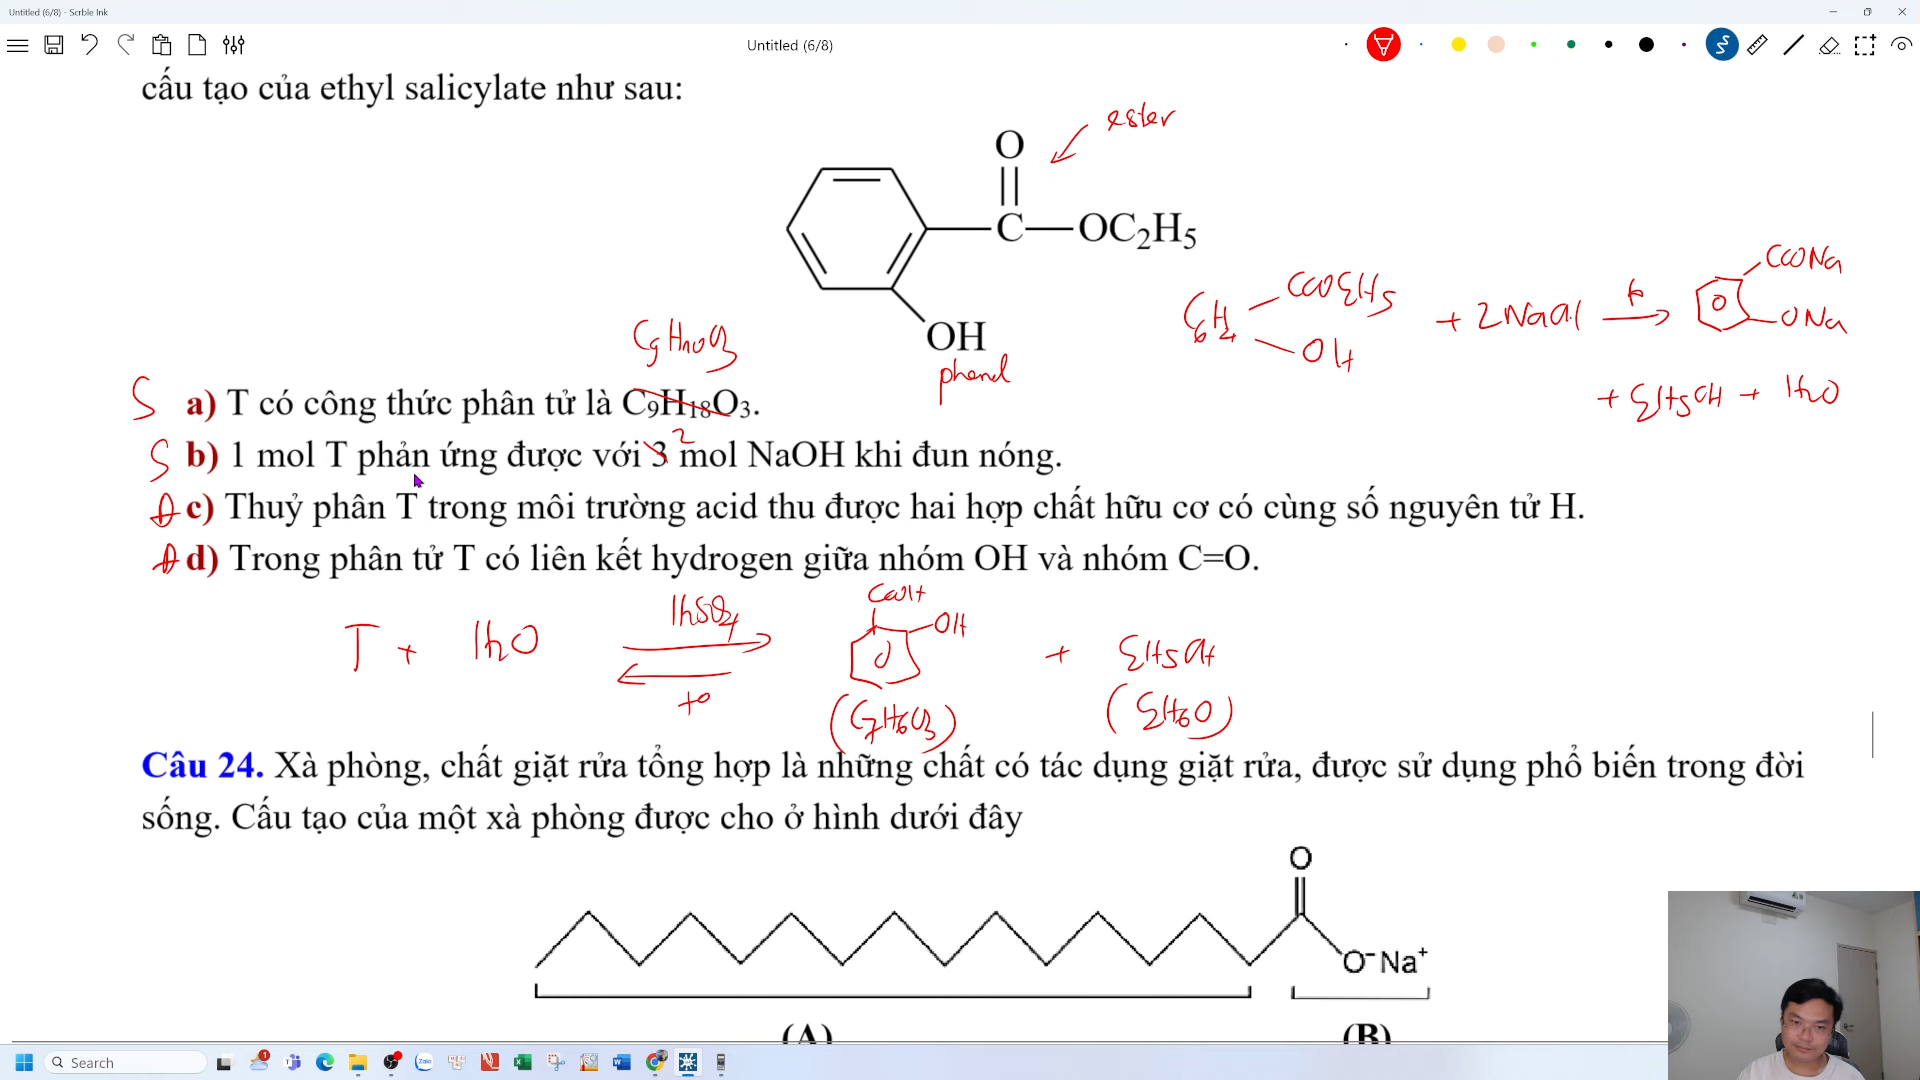 Untitled (6/8) - Scrble Ink
Untitled (6/8)
cấu tạo của ethyl salicylate như sau:
ester
O
C
OC₂H₅
OH
phenol
C₆H₄
COOC₂H₅
OH
+ 2NaOH
t°
COONa
ONa
+ C₂H₅OH + H₂O
C₉H₁₀O₃
S a) T có công thức phân tử là C₉H₁₈O₃.
S b) 1 mol T phản ứng được với 3 2 mol NaOH khi đun nóng.
Đ c) Thuỷ phân T trong môi trường acid thu được hai hợp chất hữu cơ có cùng số nguyên tử H.
Đ d) Trong phân tử T có liên kết hydrogen giữa nhóm OH và nhóm C=O.
T + H₂O
H₂SO₄
t°
COOH
OH
+ C₂H₅OH
(C₇H₆O₃)
(C₂H₆O)
Câu 24. Xà phòng, chất giặt rửa tổng hợp là những chất có tác dụng giặt rửa, được sử dụng phổ biến trong đời
sống. Cấu tạo của một xà phòng được cho ở hình dưới đây
O
O⁻Na⁺
(A)
(B)
Search
1
Zalo